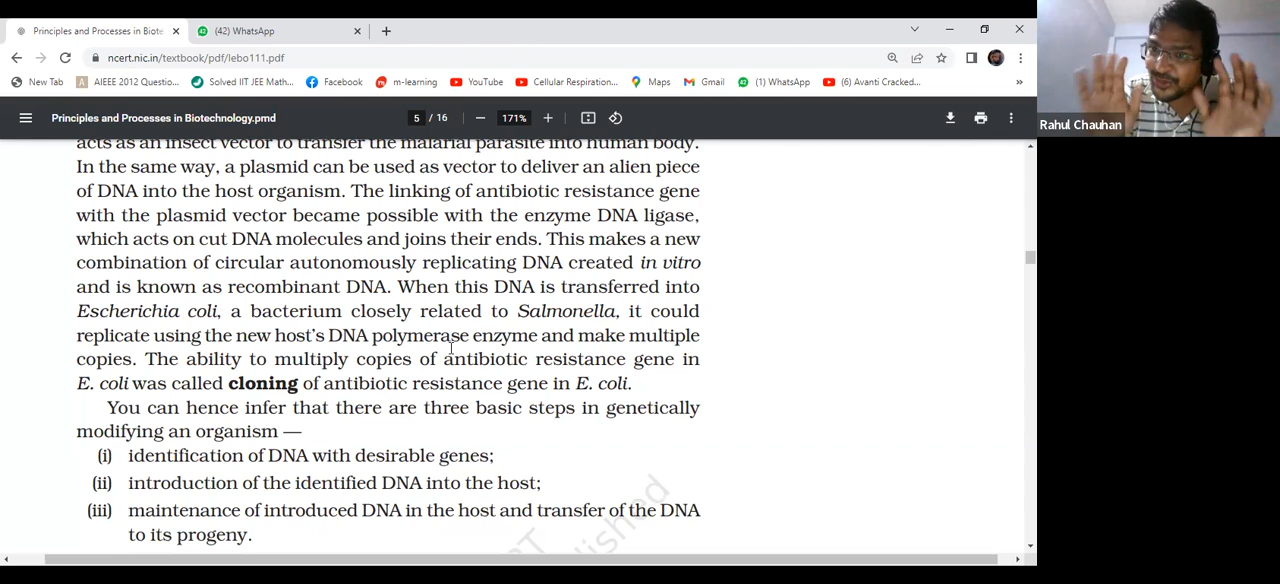 Principles and Processes in Biote
(42) WhatsApp
ncert.nic.in/textbook/pdf/lebo111.pdf
New Tab
AIEEE 2012 Questio...
Solved IIT JEE Math...
Facebook
m-learning
YouTube
Cellular Respiration...
Maps
Gmail
(1) WhatsApp
(6) Avanti Cracked...
Principles and Processes in Biotechnology.pmd
5 / 16
171%
Rahul Chauhan
acts as an insect vector to transfer the malarial parasite into human body.
In the same way, a plasmid can be used as vector to deliver an alien piece
of DNA into the host organism. The linking of antibiotic resistance gene
with the plasmid vector became possible with the enzyme DNA ligase,
which acts on cut DNA molecules and joins their ends. This makes a new
combination of circular autonomously replicating DNA created in vitro
and is known as recombinant DNA. When this DNA is transferred into
Escherichia coli, a bacterium closely related to Salmonella, it could
replicate using the new host's DNA polymerase enzyme and make multiple
copies. The ability to multiply copies of antibiotic resistance gene in
E. coli was called cloning of antibiotic resistance gene in E. coli.
You can hence infer that there are three basic steps in genetically
modifying an organism —
(i) identification of DNA with desirable genes;
(ii) introduction of the identified DNA into the host;
(iii) maintenance of introduced DNA in the host and transfer of the DNA
to its progeny.